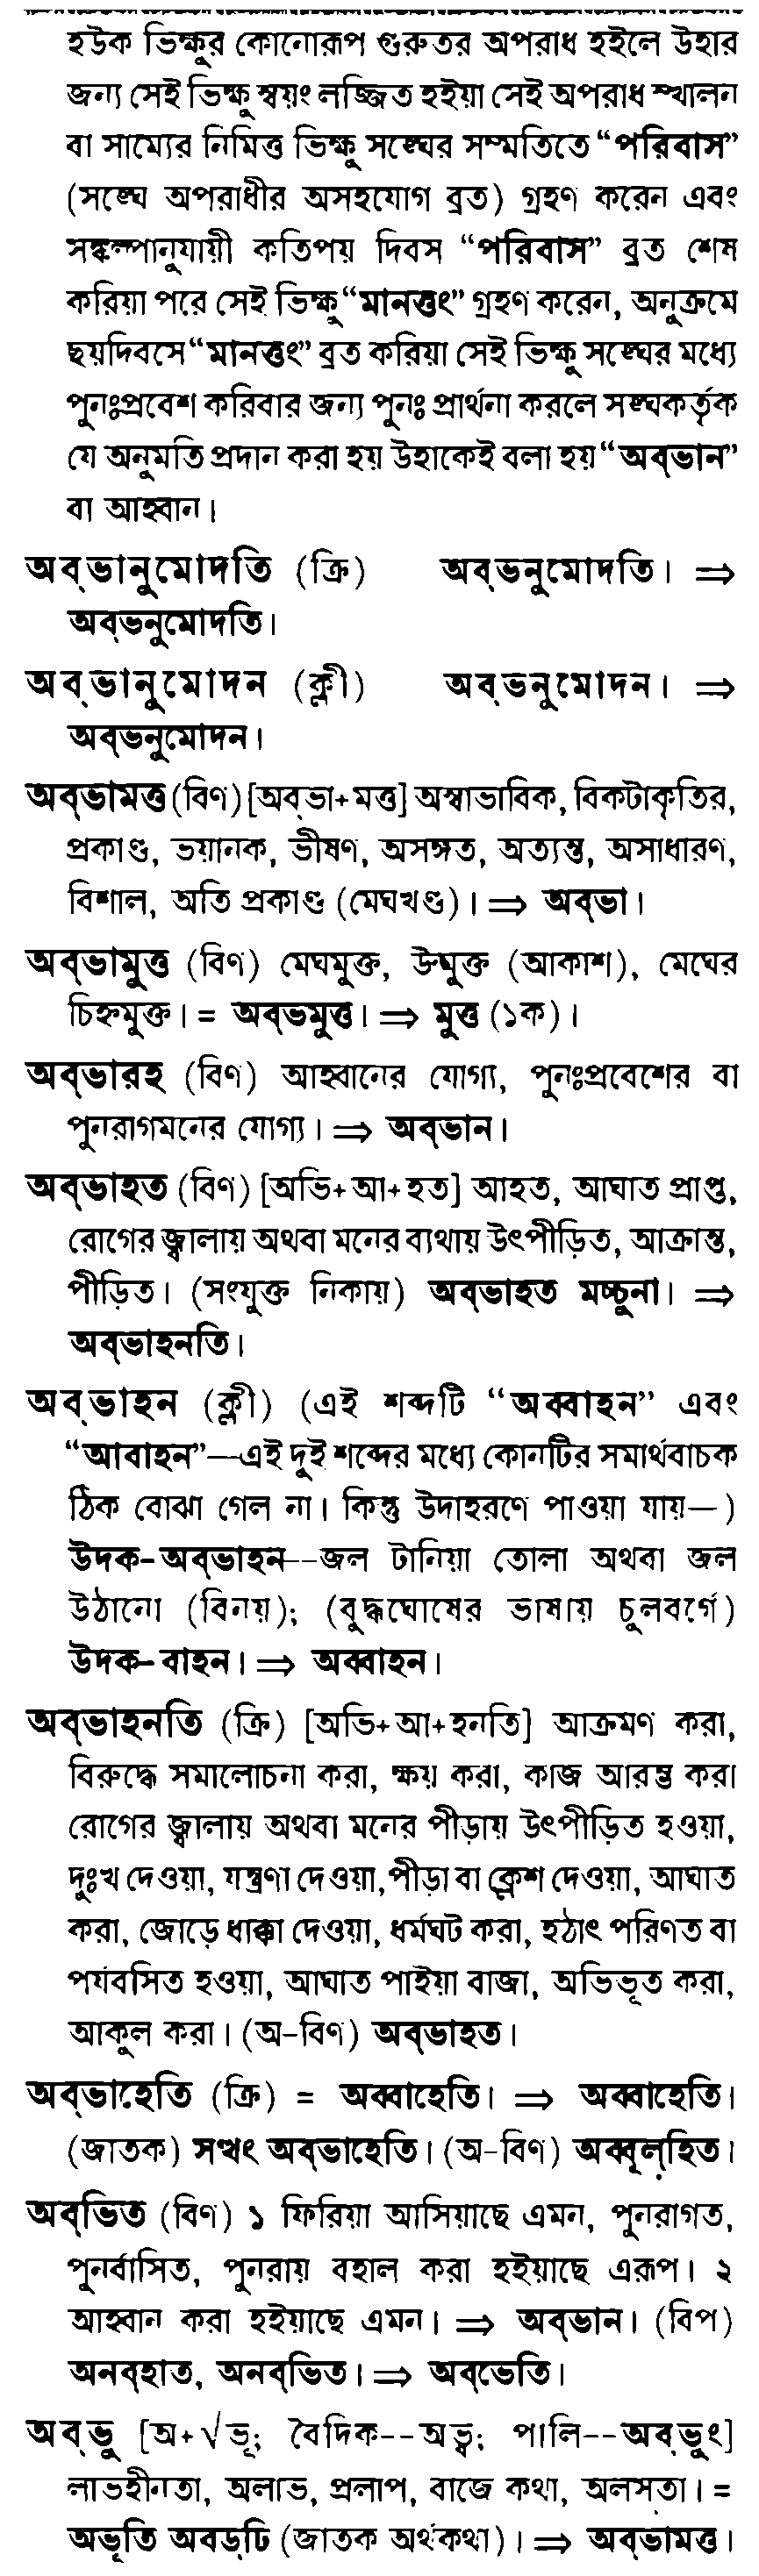 হউক ভিক্ষুর কোনোরূপ গুরুতর অপরাধ হইলে উহার
জন্য সেই ভিক্ষু স্বয়ং লজ্জিত হইয়া সেই অপরাধ স্খালন
বা সাম্যের নিমিত্ত ভিক্ষু সঙ্ঘের সম্মতিতে “পরিবাস”
(সঙ্ঘে অপরাধীর অসহযোগ ব্রত) গ্রহণ করেন এবং
সঙ্কল্পানুযায়ী কতিপয় দিবস “পরিবাস” ব্রত শেষ
করিয়া পরে সেই ভিক্ষু “মানত্তং” গ্রহণ করেন, অনুক্রমে
ছয়দিবসে “মানত্তং” ব্রত করিয়া সেই ভিক্ষু সঙ্ঘের মধ্যে
পুনঃপ্রবেশ করিবার জন্য পুনঃ প্রার্থনা করলে সঙ্ঘকর্তৃক
যে অনুমতি প্রদান করা হয় উহাকেই বলা হয় “অব্‌ভান”
বা আহ্বান।
অব্‌ভানুমোদতি (ক্রি) অব্‌ভনুমোদতি। ⇒
অব্‌ভনুমোদতি।
অব্‌ভানুমোদন (ক্লী) অব্‌ভনুমোদন। ⇒
অব্‌ভনুমোদন।
অব্‌ভামত্ত (বিণ) [অব্‌ভা+মত্ত] অস্বাভাবিক, বিকটাকৃতির,
প্রকাণ্ড, ভয়ানক, ভীষণ, অসঙ্গত, অত্যন্ত, অসাধারণ,
বিশাল, অতি প্রকাণ্ড (মেঘখণ্ড)। ⇒ অব্‌ভা।
অব্‌ভামুত্ত (বিণ) মেঘমুক্ত, উন্মুক্ত (আকাশ), মেঘের
চিহ্নমুক্ত। = অব্‌ভমুত্ত। ⇒ মুত্ত (১ক)।
অব্‌ভারহ (বিণ) আহ্বানের যোগ্য, পুনঃপ্রবেশের বা
পুনরাগমনের যোগ্য। ⇒ অব্‌ভান।
অব্‌ভাহত (বিণ) [অভি+আ+হত] আহত, আঘাত প্রাপ্ত,
রোগের জ্বালায় অথবা মনের ব্যথায় উৎপীড়িত, আক্রান্ত,
পীড়িত। (সংযুক্ত নিকায়) অব্‌ভাহত মচ্চুনা। ⇒
অব্‌ভাহনতি।
অব্‌ভাহন (ক্লী) (এই শব্দটি “অব্বাহন” এবং
“আবাহন”—এই দুই শব্দের মধ্যে কোনটির সমার্থবাচক
ঠিক বোঝা গেল না। কিন্তু উদাহরণে পাওয়া যায়—)
উদক-অব্‌ভাহন--জল টানিয়া তোলা অথবা জল
উঠানো (বিনয়); (বুদ্ধঘোষের ভাষায় চুলবর্গে)
উদক-বাহন। ⇒ অব্বাহন।
অব্‌ভাহনতি (ক্রি) [অভি+আ+হনতি] আক্রমণ করা,
বিরুদ্ধে সমালোচনা করা, ক্ষয় করা, কাজ আরম্ভ করা
রোগের জ্বালায় অথবা মনের পীড়ায় উৎপীড়িত হওয়া,
দুঃখ দেওয়া, যন্ত্রণা দেওয়া, পীড়া বা ক্লেশ দেওয়া, আঘাত
করা, জোড়ে ধাক্কা দেওয়া, ধর্মঘট করা, হঠাৎ পরিণত বা
পর্যবসিত হওয়া, আঘাত পাইয়া বাজা, অভিভূত করা,
আকুল করা। (অ-বিণ) অব্‌ভাহত।
অব্‌ভাহেতি (ক্রি) = অব্বাহেতি। ⇒ অব্বাহেতি।
(জাতক) সত্থং অব্‌ভাহেতি। (অ-বিণ) অব্বূল্‌হিত।
অব্‌ভিত (বিণ) ১ ফিরিয়া আসিয়াছে এমন, পুনরাগত,
পুনর্বাসিত, পুনরায় বহাল করা হইয়াছে এরূপ। ২
আহ্বান করা হইয়াছে এমন। ⇒ অব্‌ভান। (বিপ)
অনব্‌হাত, অনব্‌ভিত। ⇒ অব্‌ভেতি।
অব্‌ভু [অ+√ভূ; বৈদিক--অভ্ব; পালি--অব্‌ভুং]
লাভহীনতা, অলাভ, প্রলাপ, বাজে কথা, অলসতা। =
অভূতি অবড্‌ঢি (জাতক অর্থকথা)। ⇒ অব্‌ভামত্ত।